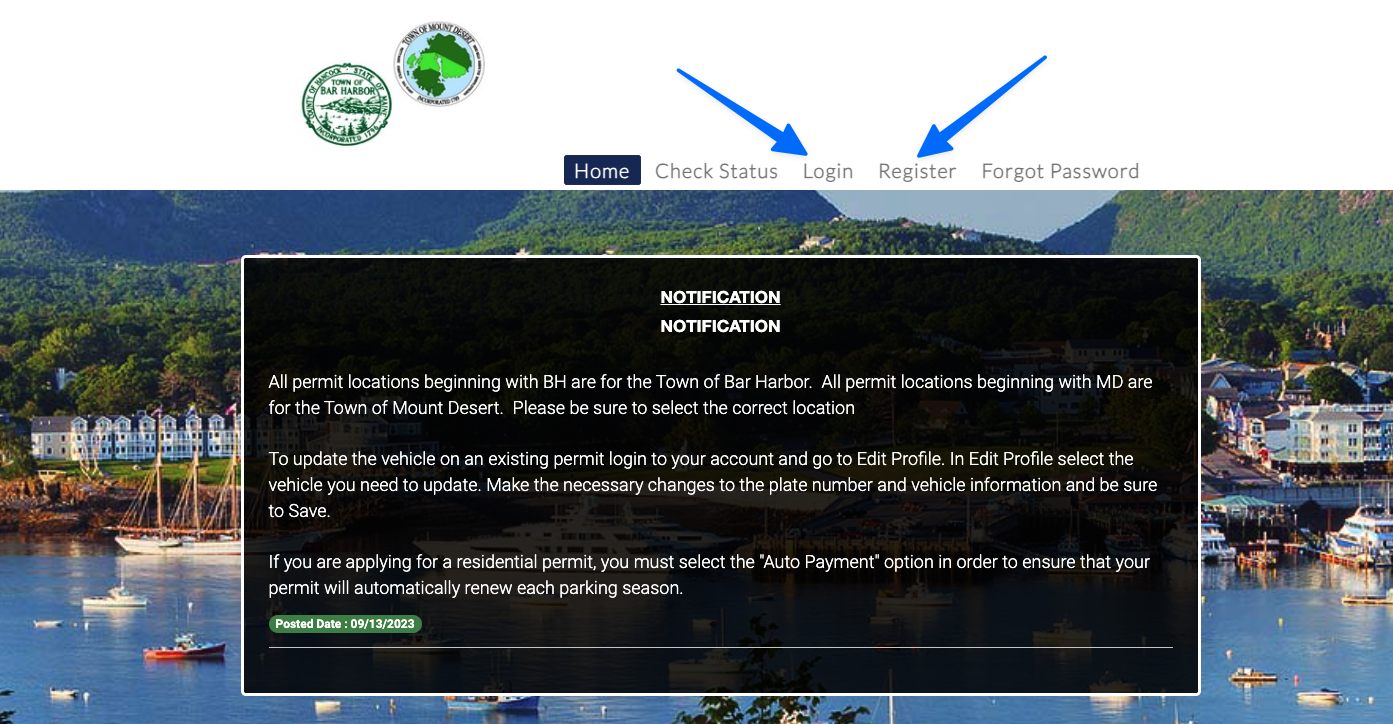 TOWN OF MOUNT DESERT
INCORPORATED 1789
COUNTY OF HANCOCK · STATE OF MAINE
TOWN OF
BAR HARBOR
INCORPORATED 1796
Home
Check Status
Login
Register
Forgot Password
NOTIFICATION
NOTIFICATION
All permit locations beginning with BH are for the Town of Bar Harbor.  All permit locations beginning with MD are
for the Town of Mount Desert.  Please be sure to select the correct location
To update the vehicle on an existing permit login to your account and go to Edit Profile. In Edit Profile select the
vehicle you need to update. Make the necessary changes to the plate number and vehicle information and be sure
to Save.
If you are applying for a residential permit, you must select the "Auto Payment" option in order to ensure that your
permit will automatically renew each parking season.
Posted Date : 09/13/2023